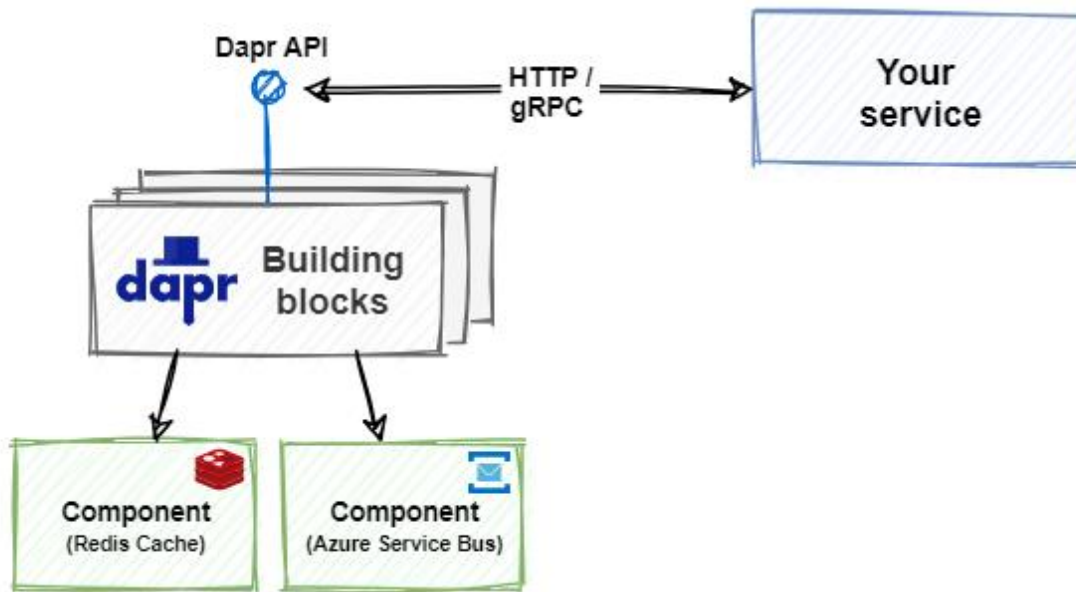 Dapr API
HTTP /
gRPC
Your
service
dapr
Building
blocks
Component
(Redis Cache)
Component
(Azure Service Bus)